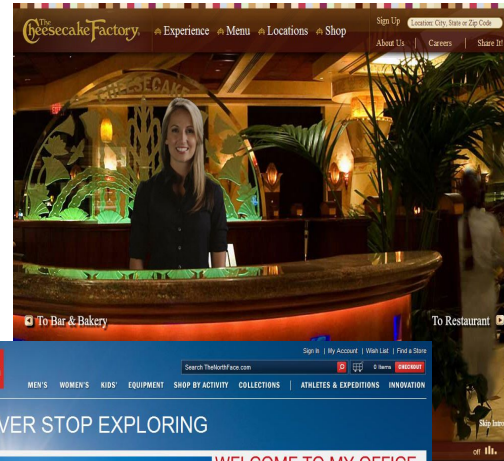 The Cheesecake Factory.
Experience Menu Locations Shop
Sign Up Location: City, State or Zip Code
About Us | Careers | Share It!
CHEESECAKE
To Bar & Bakery
To Restaurant
Skip Intro
off
Sign In | My Account | Wish List | Find a Store
Search TheNorthFace.com 0 Items CHECKOUT
MEN'S WOMEN'S KIDS' EQUIPMENT SHOP BY ACTIVITY COLLECTIONS | ATHLETES & EXPEDITIONS INNOVATION
VER STOP EXPLORING
WELCOME TO MY OFFICE